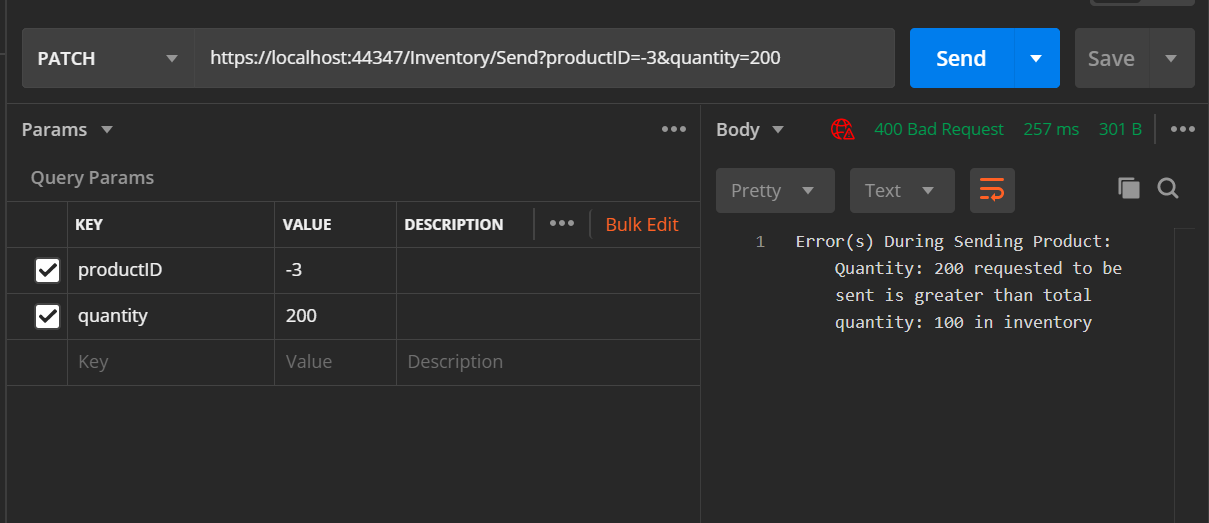 PATCH
https://localhost:44347/Inventory/Send?productID=-3&quantity=200
Send
Save
Params
Query Params
KEY VALUE DESCRIPTION Bulk Edit
productID -3
quantity 200
Key Value Description
Body 400 Bad Request 257 ms 301 B
Pretty Text
1 Error(s) During Sending Product:
Quantity: 200 requested to be
sent is greater than total
quantity: 100 in inventory